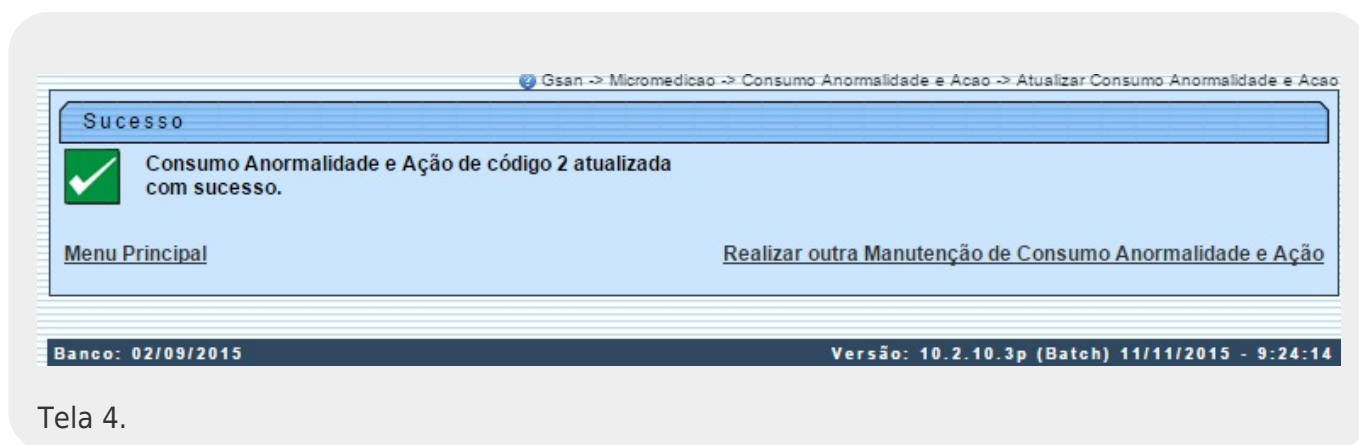 Gsan -> Micromedicao -> Consumo Anormalidade e Acao -> Atualizar Consumo Anormalidade e Acao
Sucesso
Consumo Anormalidade e Ação de código 2 atualizada
com sucesso.
Menu Principal
Realizar outra Manutenção de Consumo Anormalidade e Ação
Banco: 02/09/2015
Versão: 10.2.10.3p (Batch) 11/11/2015 - 9:24:14
Tela 4.